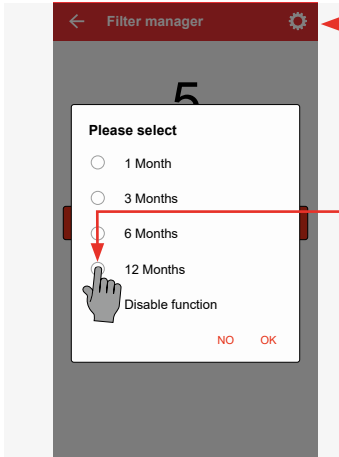 Filter manager
5
Please select
1 Month
3 Months
6 Months
12 Months
Disable function
NO OK